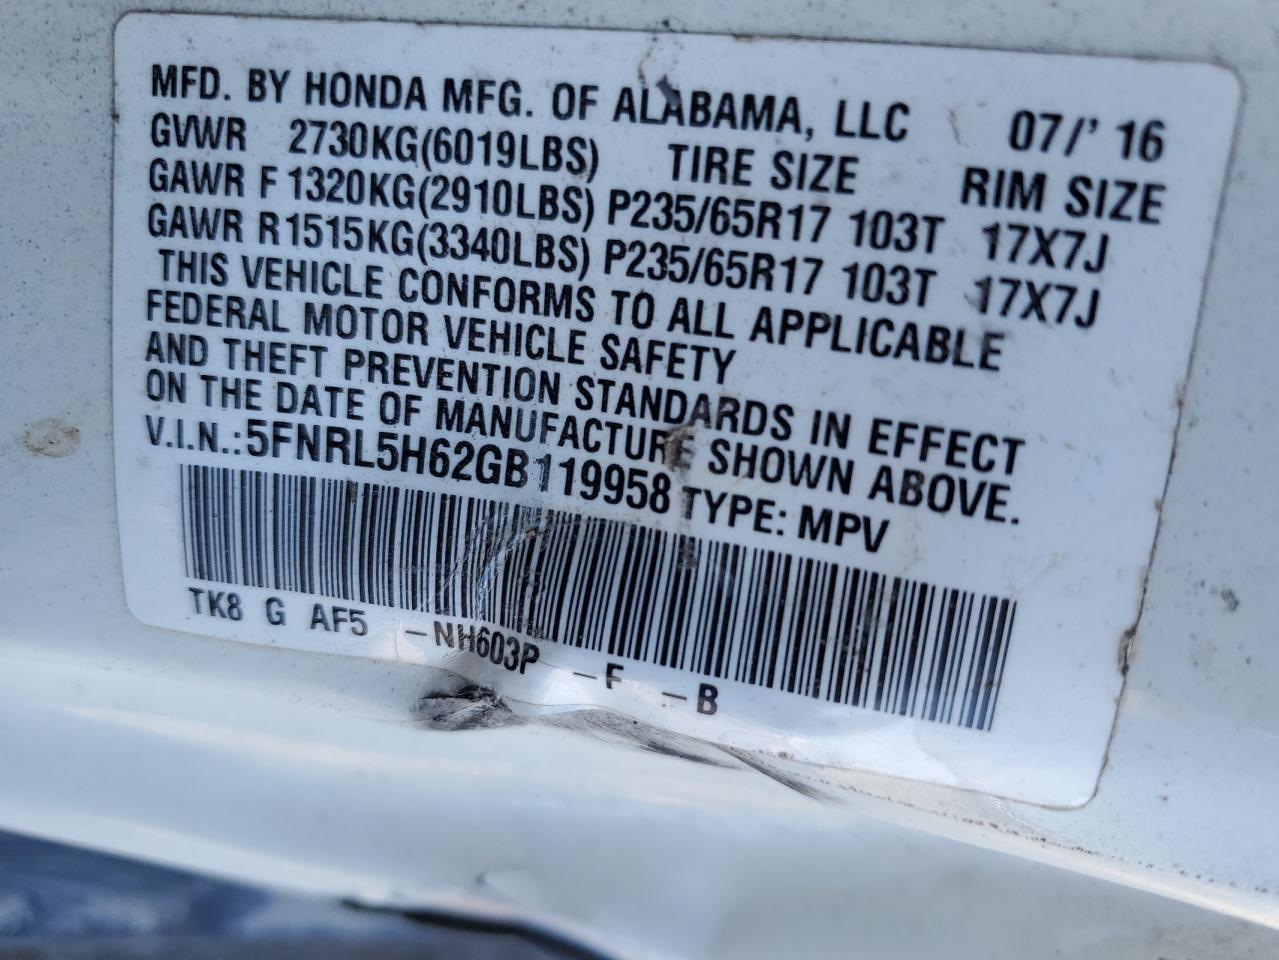 MFD. BY HONDA MFG. OF ALABAMA, LLC 07/' 16
GVWR 2730KG(6019LBS) TIRE SIZE RIM SIZE
GAWR F 1320KG(2910LBS) P235/65R17 103T 17X7J
GAWR R 1515KG(3340LBS) P235/65R17 103T 17X7J
THIS VEHICLE CONFORMS TO ALL APPLICABLE
FEDERAL MOTOR VEHICLE SAFETY
AND THEFT PREVENTION STANDARDS IN EFFECT
ON THE DATE OF MANUFACTURE SHOWN ABOVE.
V.I.N.:5FNRL5H62GB119958 TYPE: MPV
TK8 G AF5 -NH603P -F -B